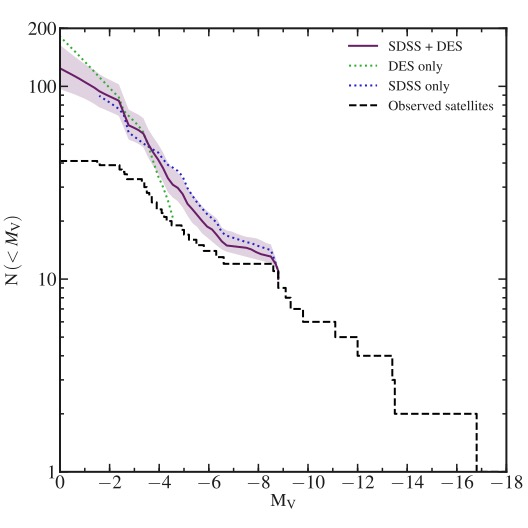 200
100
10
1
N(< M_V)
SDSS + DES
DES only
SDSS only
Observed satellites
0 −2 −4 −6 −8 −10 −12 −14 −16 −18
M_V